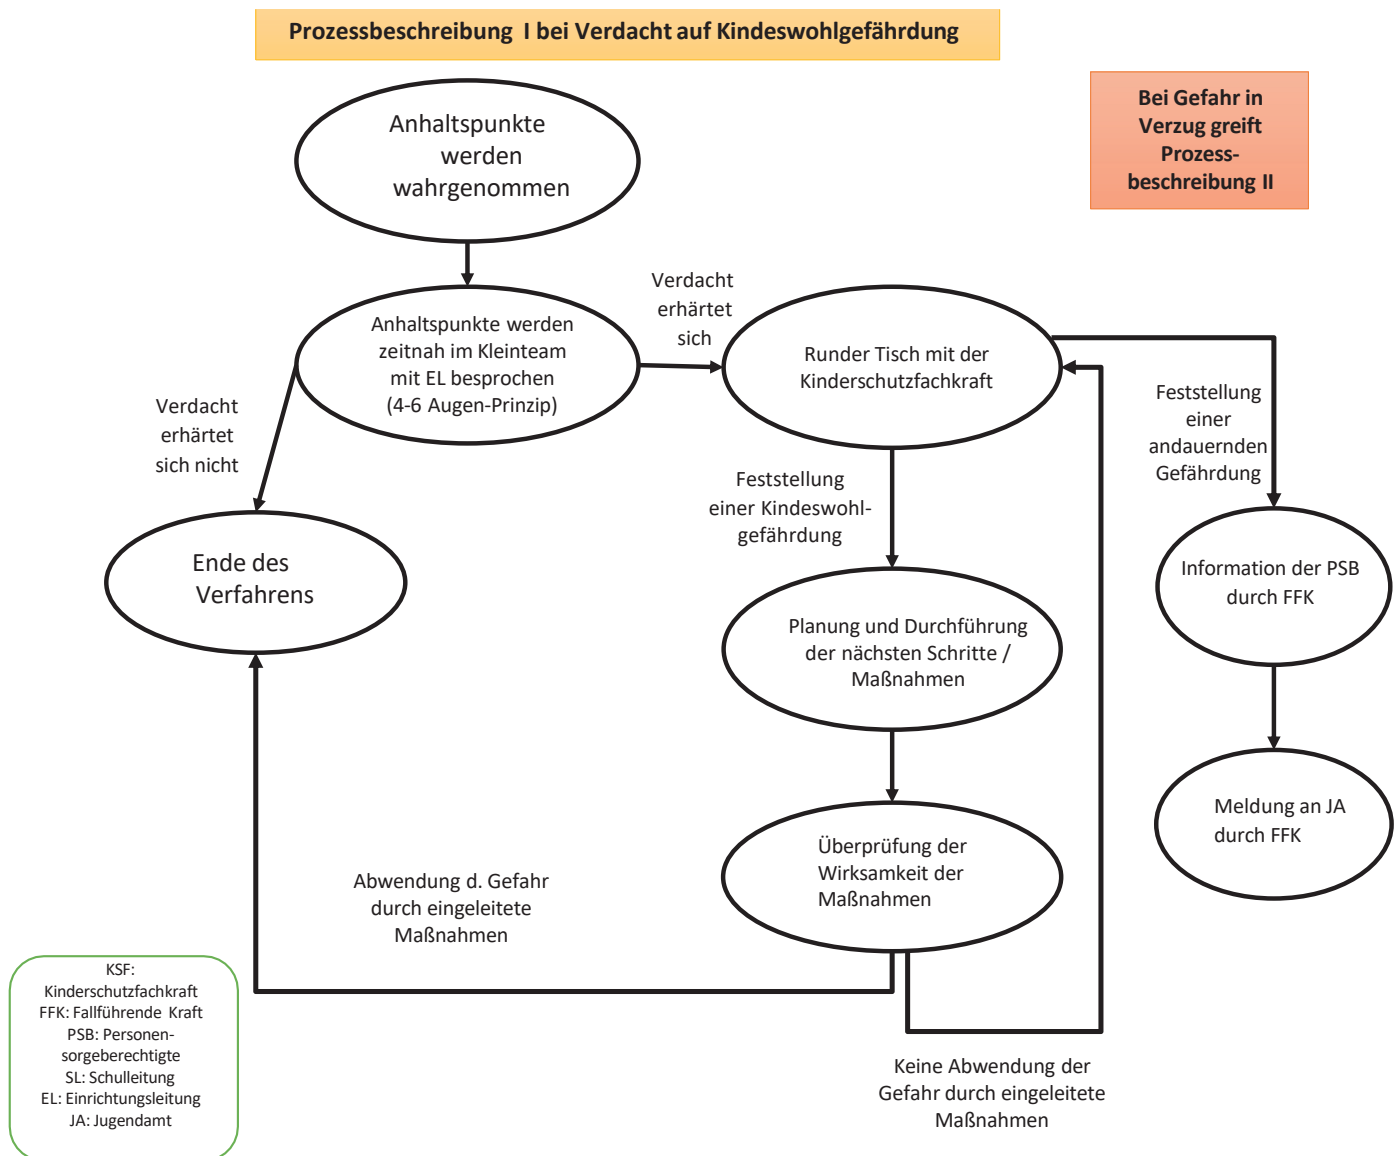 Prozessbeschreibung I bei Verdacht auf Kindeswohlgefährdung
Bei Gefahr in
Verzug greift
Prozess-
beschreibung II
Anhaltspunkte
werden
wahrgenommen
Anhaltspunkte werden
zeitnah im Kleinteam
mit EL besprochen
(4-6 Augen-Prinzip)
Verdacht
erhärtet
sich
Runder Tisch mit der
Kinderschutzfachkraft
Verdacht
erhärtet
sich nicht
Feststellung
einer
andauernden
Gefährdung
Feststellung
einer Kindeswohl-
gefährdung
Ende des
Verfahrens
Information der PSB
durch FFK
Planung und Durchführung
der nächsten Schritte /
Maßnahmen
Meldung an JA
durch FFK
Überprüfung der
Wirksamkeit der
Maßnahmen
Abwendung d. Gefahr
durch eingeleitete
Maßnahmen
Keine Abwendung der
Gefahr durch eingeleitete
Maßnahmen
KSF:
Kinderschutzfachkraft
FFK: Fallführende Kraft
PSB: Personen-
sorgeberechtigte
SL: Schulleitung
EL: Einrichtungsleitung
JA: Jugendamt